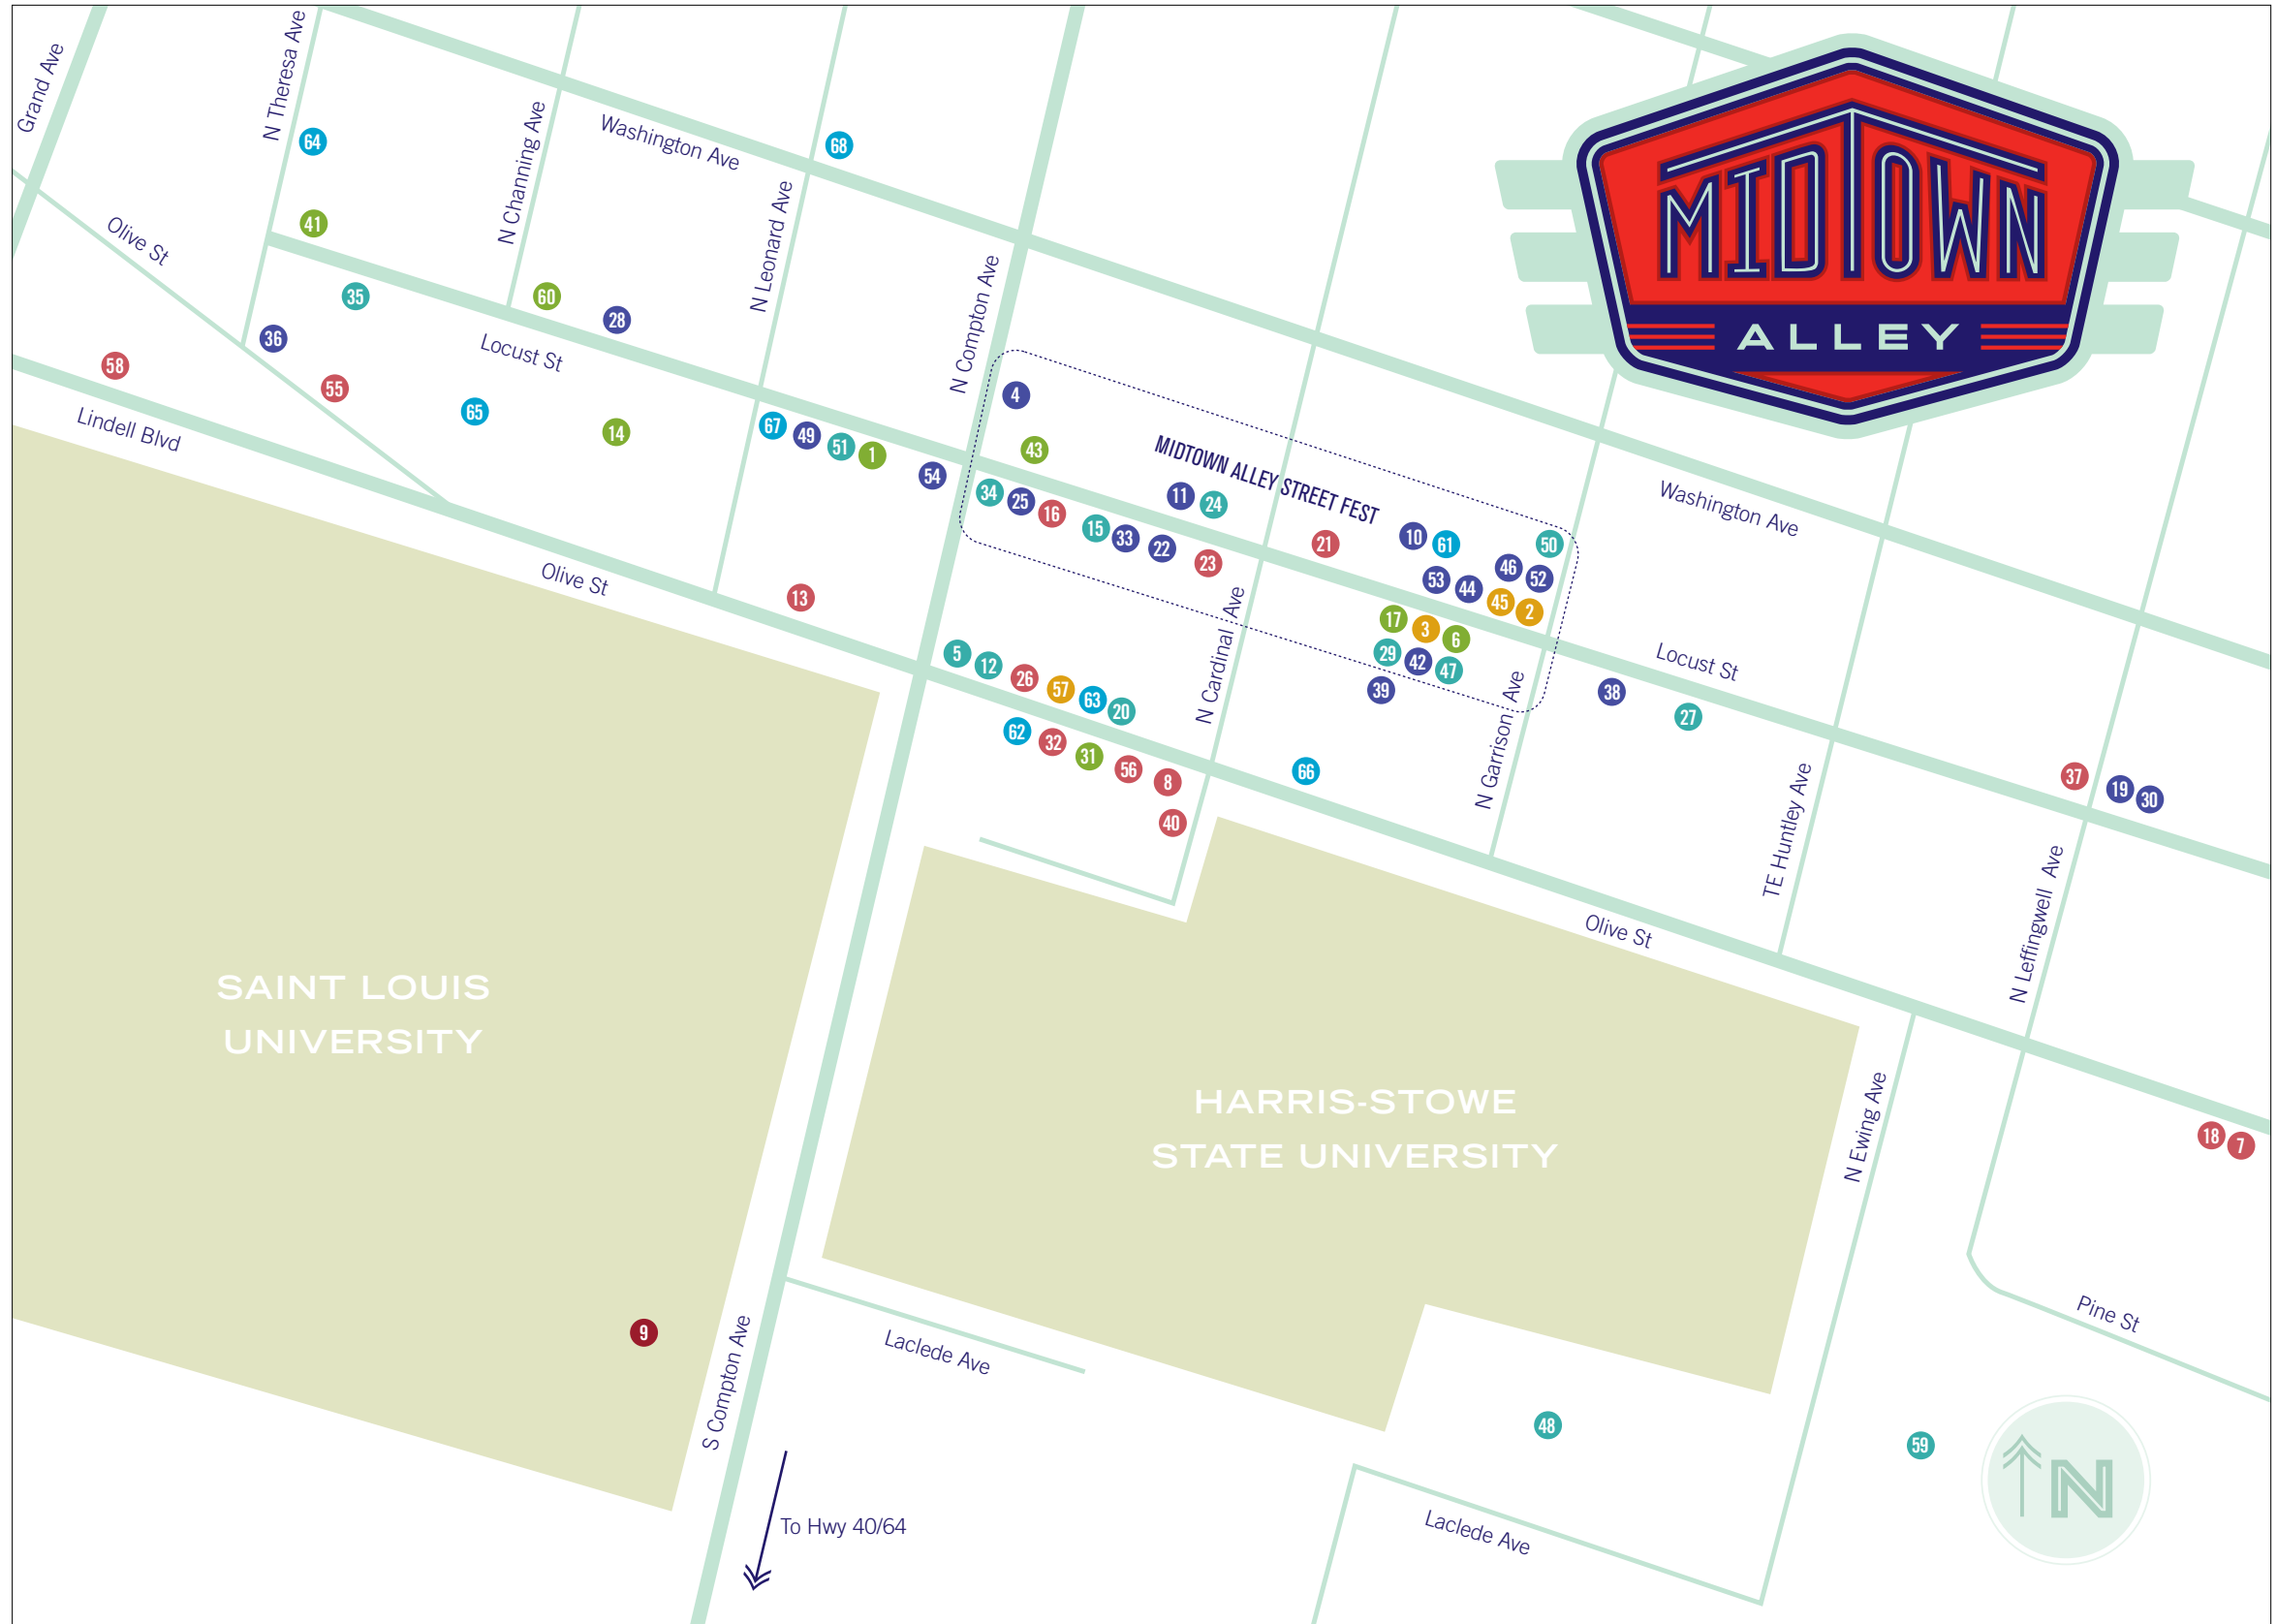 Grand Ave
N Theresa Ave
N Channing Ave
Washington Ave
N Leonard Ave
N Compton Ave
64
68
41
Olive St
35
60
28
36
Locust St
58
55
65
14
Lindell Blvd
MIDTOWN
ALLEY
67
49
51
1
54
4
43
MIDTOWN ALLEY STREET FEST
34
25
16
15
33
22
23
11
24
21
10
61
50
53
44
46
52
45
2
17
3
6
29
42
47
39
Washington Ave
Locust St
38
27
37
19
30
Olive St
13
5
12
26
57
63
20
62
32
31
56
8
40
66
N Cardinal Ave
N Garrison Ave
TE Huntley Ave
N Leffingwell Ave
Olive St
18
7
SAINT LOUIS
UNIVERSITY
HARRIS-STOWE
STATE UNIVERSITY
N Ewing Ave
Pine St
9
S Compton Ave
Laclede Ave
48
59
N
To Hwy 40/64
Laclede Ave